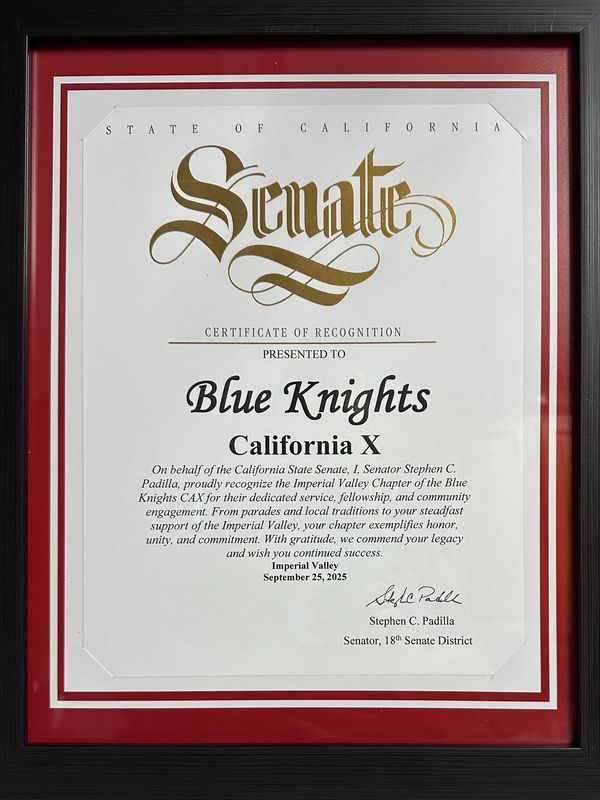 STATE OF CALIFORNIA
Senate
CERTIFICATE OF RECOGNITION
PRESENTED TO
Blue Knights
California X
On behalf of the California State Senate, I, Senator Stephen C.
Padilla, proudly recognize the Imperial Valley Chapter of the Blue
Knights CAX for their dedicated service, fellowship, and community
engagement. From parades and local traditions to your steadfast
support of the Imperial Valley, your chapter exemplifies honor,
unity, and commitment. With gratitude, we commend your legacy
and wish you continued success.
Imperial Valley
September 25, 2025
Stephen C. Padilla
Stephen C. Padilla
Senator, 18th Senate District